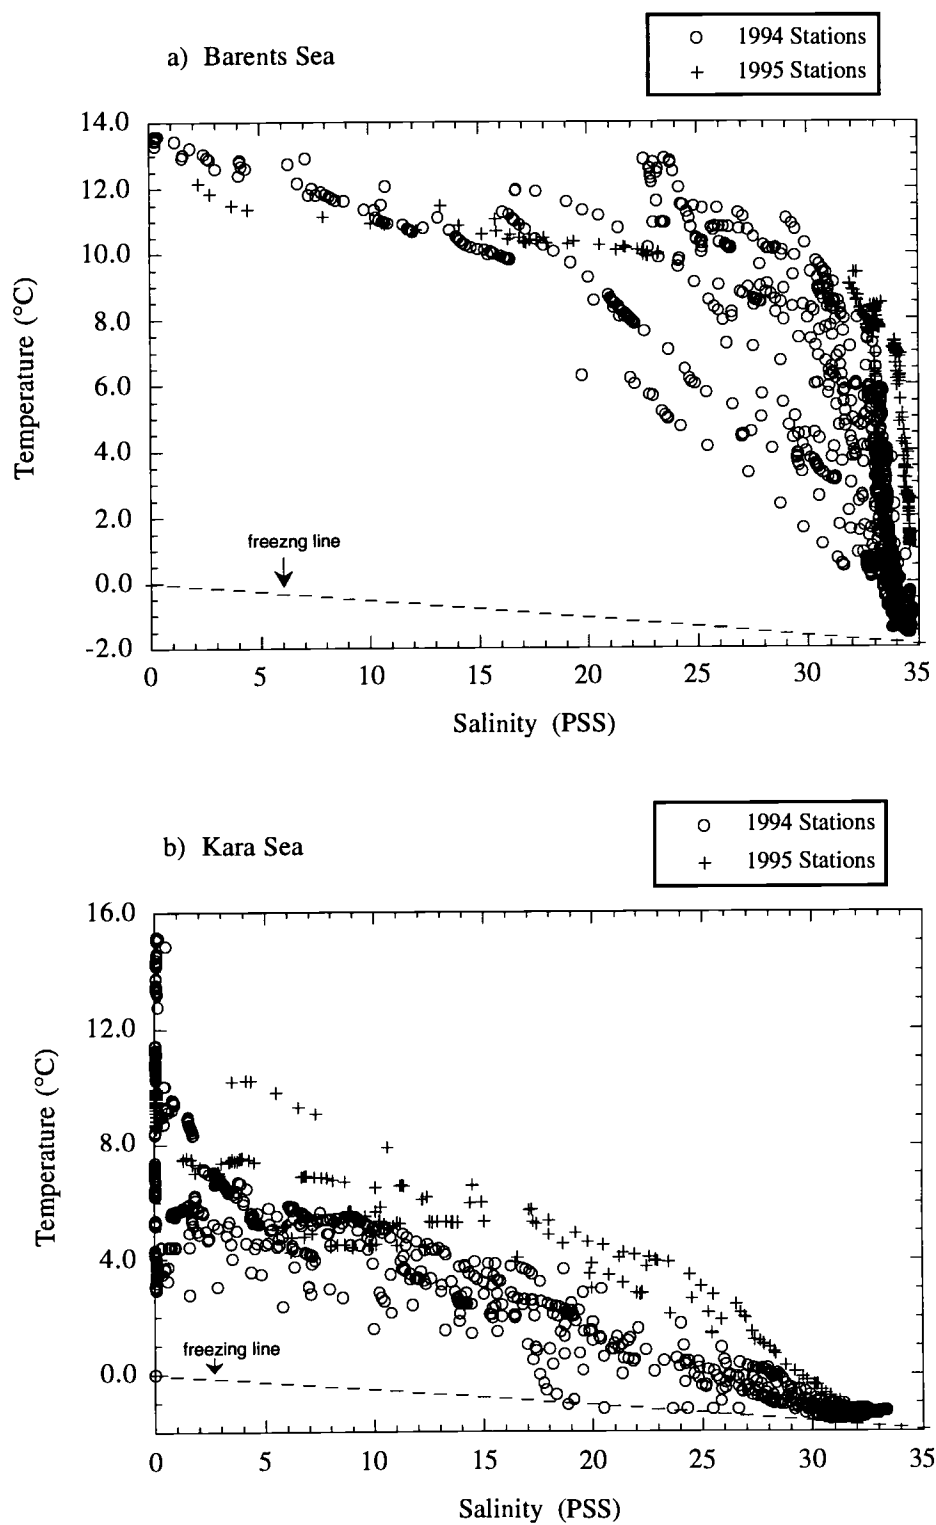 a) Barents Sea
1994 Stations
1995 Stations
14.0
12.0
10.0
8.0
6.0
4.0
2.0
0.0
-2.0
Temperature (°C)
freezng line
0 5 10 15 20 25 30 35
Salinity (PSS)
b) Kara Sea
1994 Stations
1995 Stations
16.0
12.0
8.0
4.0
0.0
Temperature (°C)
freezing line
0 5 10 15 20 25 30 35
Salinity (PSS)